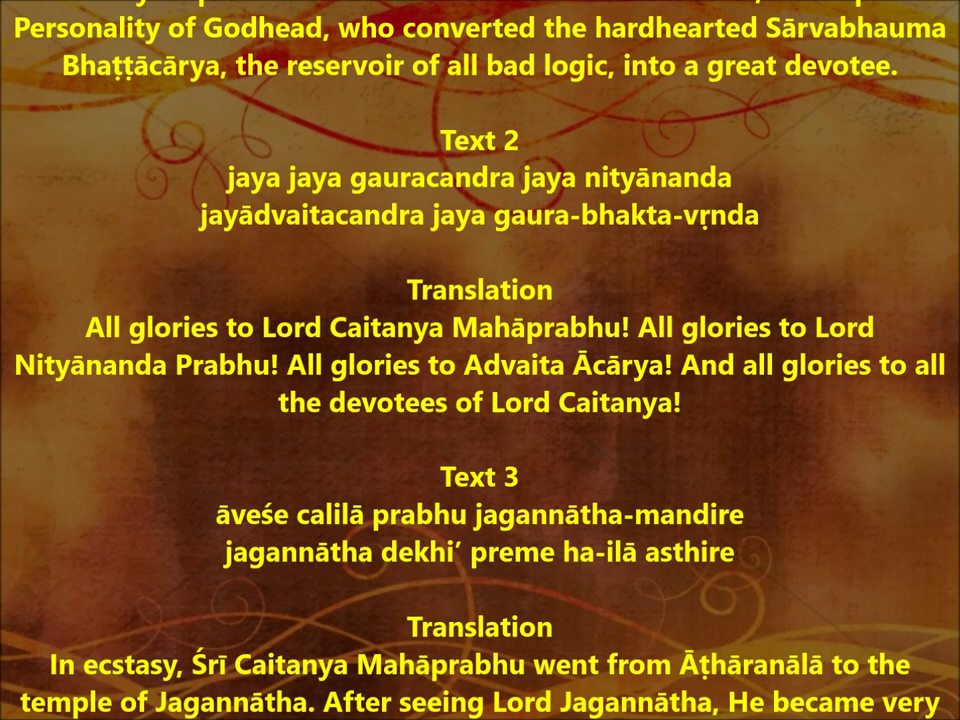 Personality of Godhead, who converted the hardhearted Sārvabhauma
Bhaṭṭācārya, the reservoir of all bad logic, into a great devotee.
Text 2
jaya jaya gauracandra jaya nityānanda
jayādvaitacandra jaya gaura-bhakta-vṛnda
Translation
All glories to Lord Caitanya Mahāprabhu! All glories to Lord
Nityānanda Prabhu! All glories to Advaita Ācārya! And all glories to all
the devotees of Lord Caitanya!
Text 3
āveśe calilā prabhu jagannātha-mandire
jagannātha dekhi’ preme ha-ilā asthire
Translation
In ecstasy, Śrī Caitanya Mahāprabhu went from Āṭhāranālā to the
temple of Jagannātha. After seeing Lord Jagannātha, He became very